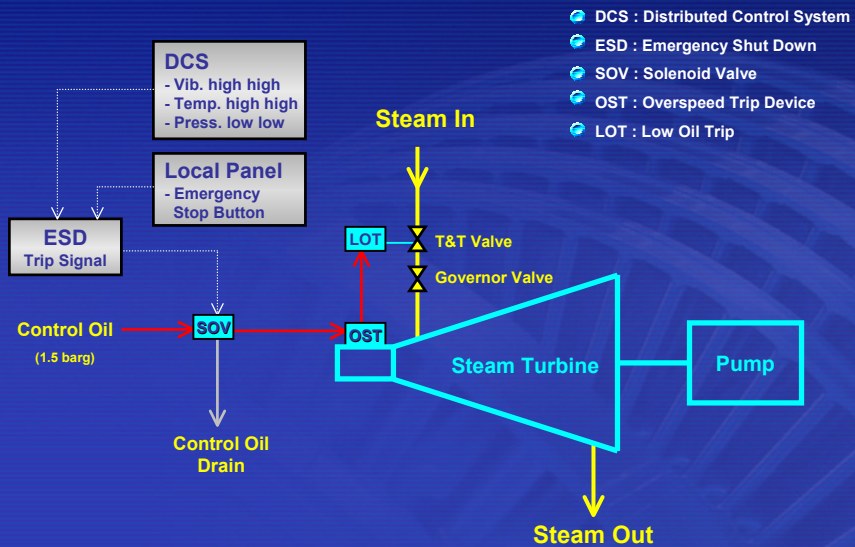 DCS : Distributed Control System
ESD : Emergency Shut Down
SOV : Solenoid Valve
OST : Overspeed Trip Device
LOT : Low Oil Trip
DCS
- Vib. high high
- Temp. high high
- Press. low low
Steam In
Local Panel
- Emergency
Stop Button
ESD
Trip Signal
LOT
T&T Valve
Governor Valve
Control Oil
(1.5 barg)
SOV
OST
Steam Turbine
Pump
Control Oil
Drain
Steam Out